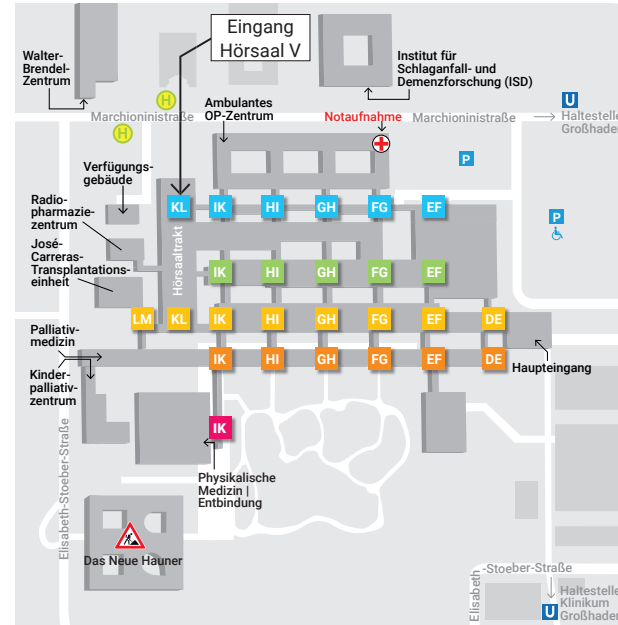 Eingang
Hörsaal V
Walter-
Brendel-
Zentrum
Institut für
Schlaganfall- und
Demenzforschung (ISD)
U
Haltestelle
Großhadern
H
H
Marchioninistraße
Ambulantes
OP-Zentrum
Notaufnahme
Marchioninistraße
P
P
Verfügungs-
gebäude
Radio-
pharmazie-
zentrum
José-
Carreras-
Transplantations-
einheit
Hörsaaltrakt
KL IK HI GH FG EF
IK HI GH FG EF
LM KL IK HI GH FG EF DE
IK HI GH FG EF DE
Palliativ-
medizin
Kinder-
palliativ-
zentrum
Haupteingang
IK
Physikalische
Medizin |
Entbindung
Elisabeth-Stoeber-Straße
Das Neue Hauner
Elisabeth
-Stoeber-Straße
U
Haltestelle
Klinikum
Großhadern